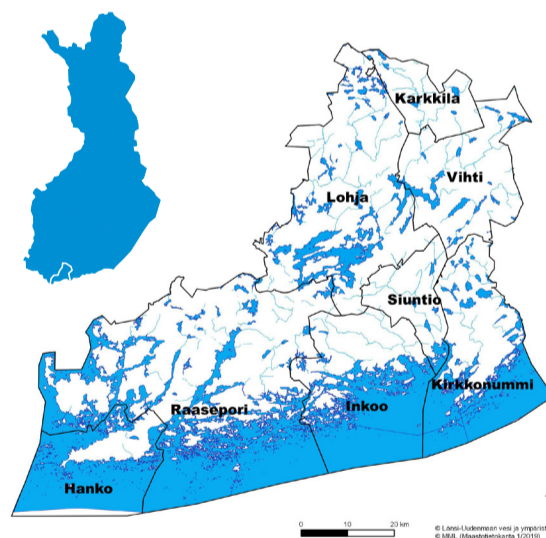 Karkkila
Vihti
Lohja
Siuntio
Kirkkonummi
Raasepori
Inkoo
Hanko
0 10 20 km
© Länsi-Uudenmaan vesi ja ympärist
© MML (Maastotietokanta 1/2019)